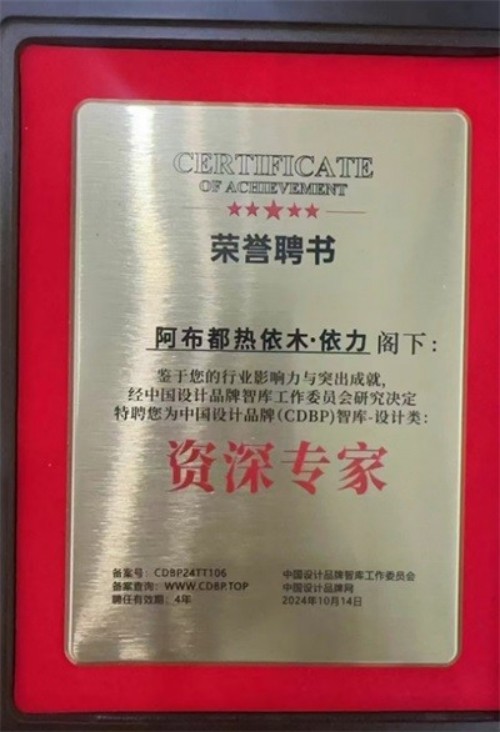 CERTIFICATE
OF ACHIEVEMENT
荣誉聘书
阿布都热依木·依力 阁下：
鉴于您的行业影响力与突出成就，
经中国设计品牌智库工作委员会研究决定
特聘您为中国设计品牌(CDBP)智库-设计类：
资深专家
备案号：CDBP24TT106
备案查询：WWW.CDBP.TOP
聘任有效期：4年
中国设计品牌智库工作委员会
中国设计品牌网
2024年10月14日